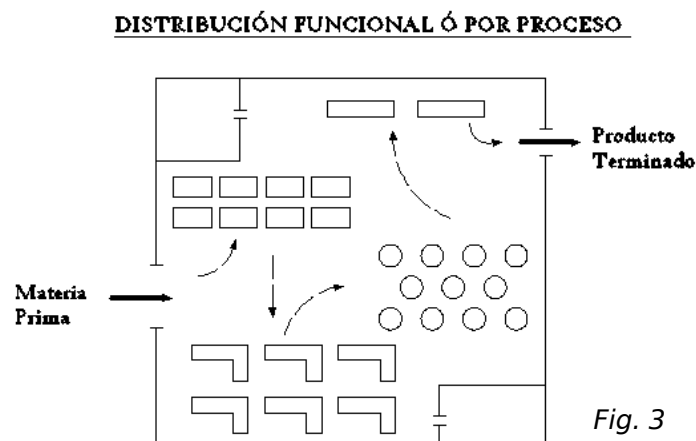 DISTRIBUCIÓN FUNCIONAL Ó POR PROCESO
Producto
Terminado
Materia
Prima
Fig. 3